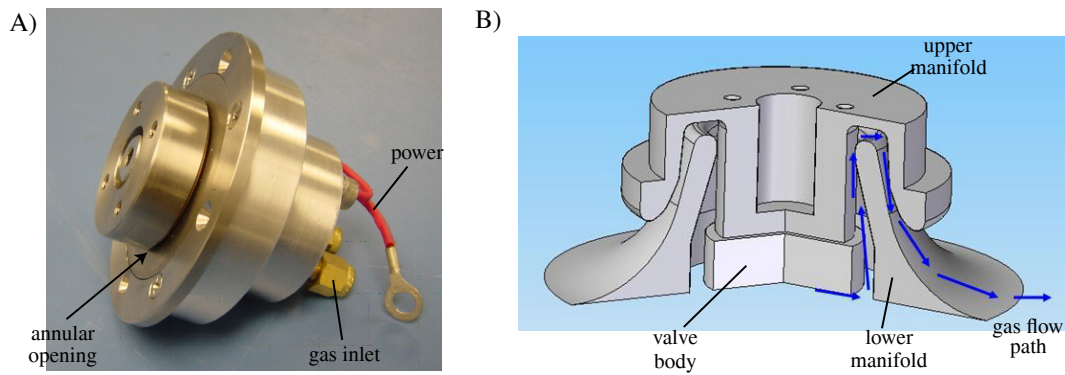 A)
power
annular
opening
gas inlet
B)
upper
manifold
valve
body
lower
manifold
gas flow
path